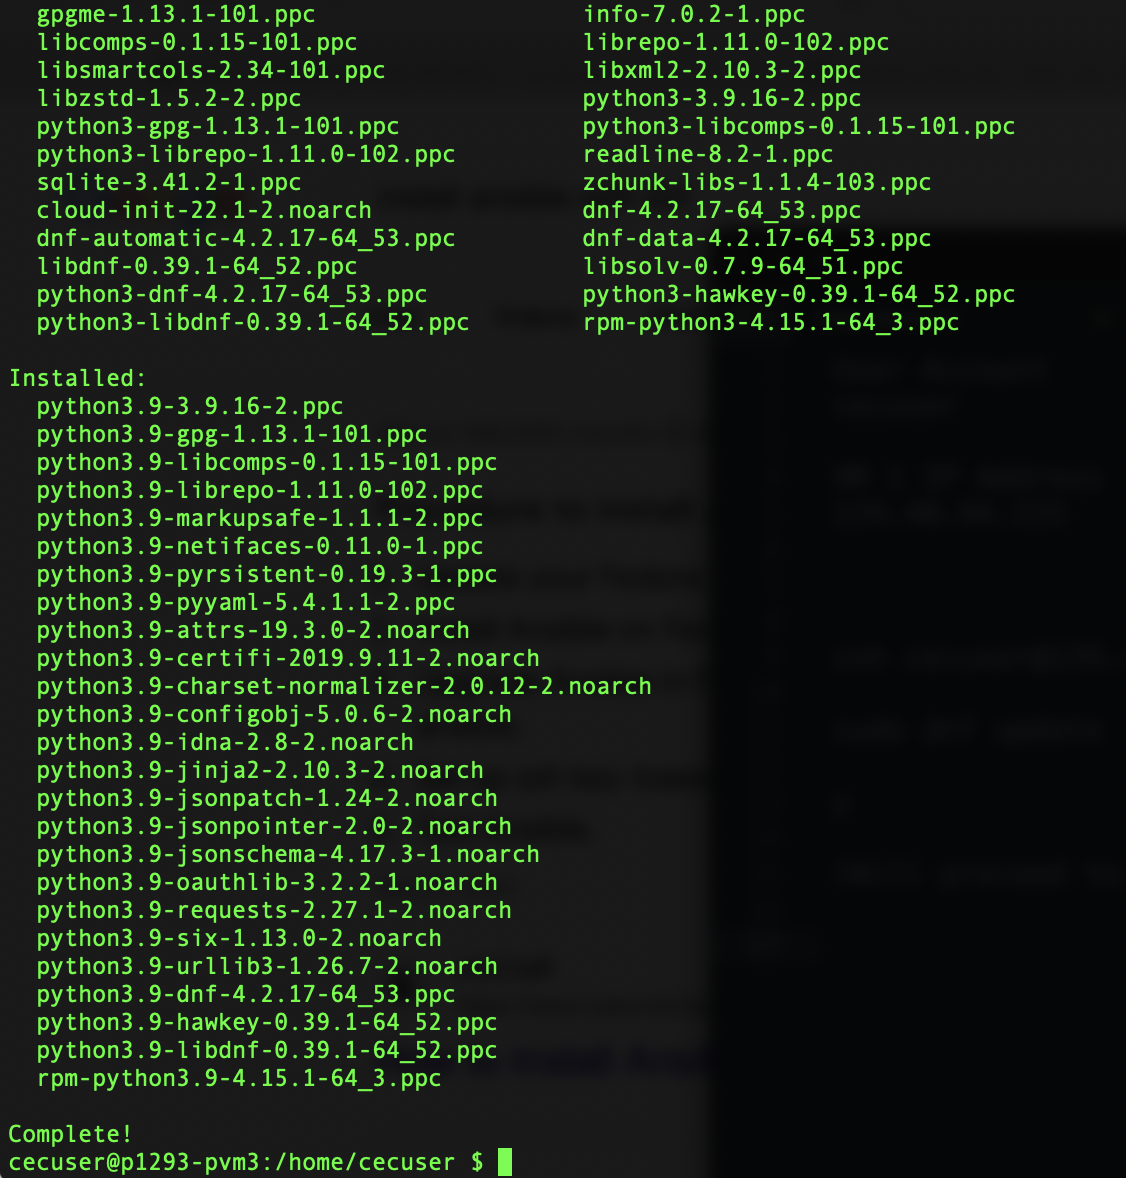 gpgme-1.13.1-101.ppc info-7.0.2-1.ppc
libcomps-0.1.15-101.ppc librepo-1.11.0-102.ppc
libsmartcols-2.34-101.ppc libxml2-2.10.3-2.ppc
libzstd-1.5.2-2.ppc python3-3.9.16-2.ppc
python3-gpg-1.13.1-101.ppc python3-libcomps-0.1.15-101.ppc
python3-librepo-1.11.0-102.ppc readline-8.2-1.ppc
sqlite-3.41.2-1.ppc zchunk-libs-1.1.4-103.ppc
cloud-init-22.1-2.noarch dnf-4.2.17-64_53.ppc
dnf-automatic-4.2.17-64_53.ppc dnf-data-4.2.17-64_53.ppc
libdnf-0.39.1-64_52.ppc libsolv-0.7.9-64_51.ppc
python3-dnf-4.2.17-64_53.ppc python3-hawkey-0.39.1-64_52.ppc
python3-libdnf-0.39.1-64_52.ppc rpm-python3-4.15.1-64_3.ppc
Installed:
python3.9-3.9.16-2.ppc
python3.9-gpg-1.13.1-101.ppc
python3.9-libcomps-0.1.15-101.ppc
python3.9-librepo-1.11.0-102.ppc
python3.9-markupsafe-1.1.1-2.ppc
python3.9-netifaces-0.11.0-1.ppc
python3.9-pyrsistent-0.19.3-1.ppc
python3.9-pyyaml-5.4.1.1-2.ppc
python3.9-attrs-19.3.0-2.noarch
python3.9-certifi-2019.9.11-2.noarch
python3.9-charset-normalizer-2.0.12-2.noarch
python3.9-configobj-5.0.6-2.noarch
python3.9-idna-2.8-2.noarch
python3.9-jinja2-2.10.3-2.noarch
python3.9-jsonpatch-1.24-2.noarch
python3.9-jsonpointer-2.0-2.noarch
python3.9-jsonschema-4.17.3-1.noarch
python3.9-oauthlib-3.2.2-1.noarch
python3.9-requests-2.27.1-2.noarch
python3.9-six-1.13.0-2.noarch
python3.9-urllib3-1.26.7-2.noarch
python3.9-dnf-4.2.17-64_53.ppc
python3.9-hawkey-0.39.1-64_52.ppc
python3.9-libdnf-0.39.1-64_52.ppc
rpm-python3.9-4.15.1-64_3.ppc
Complete!
cecuser@p1293-pvm3:/home/cecuser $